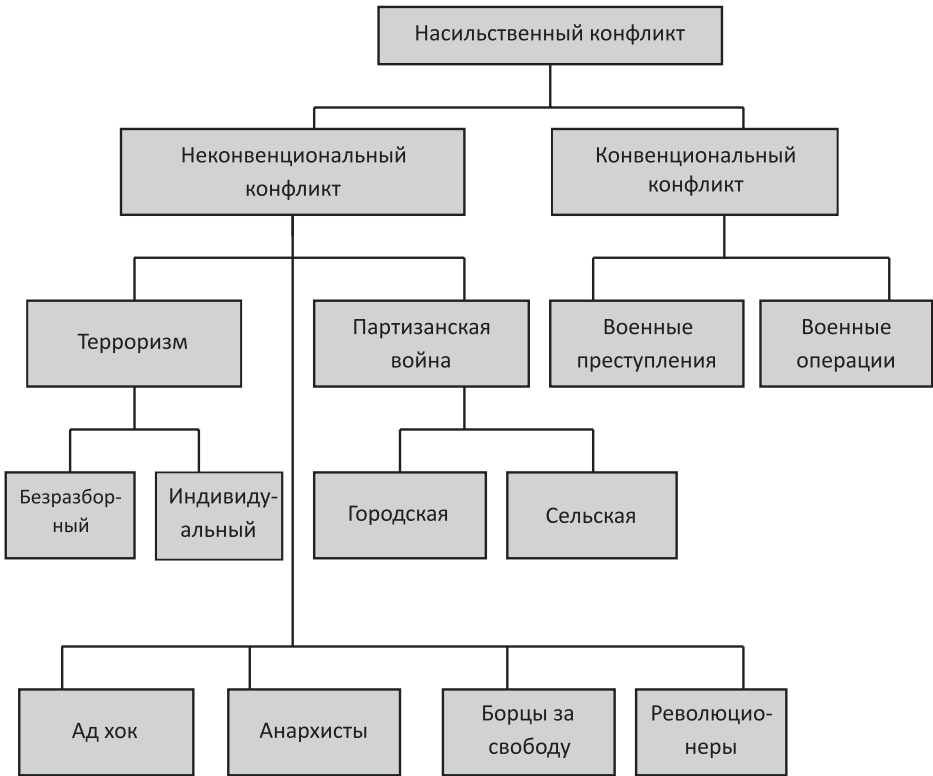 Насильственный конфликт
Неконвенциональный
конфликт
Конвенциональный
конфликт
Терроризм
Партизанская
война
Военные
преступления
Военные
операции
Безразбор-
ный
Индивиду-
альный
Городская
Сельская
Ад хок
Анархисты
Борцы за
свободу
Революцио-
неры